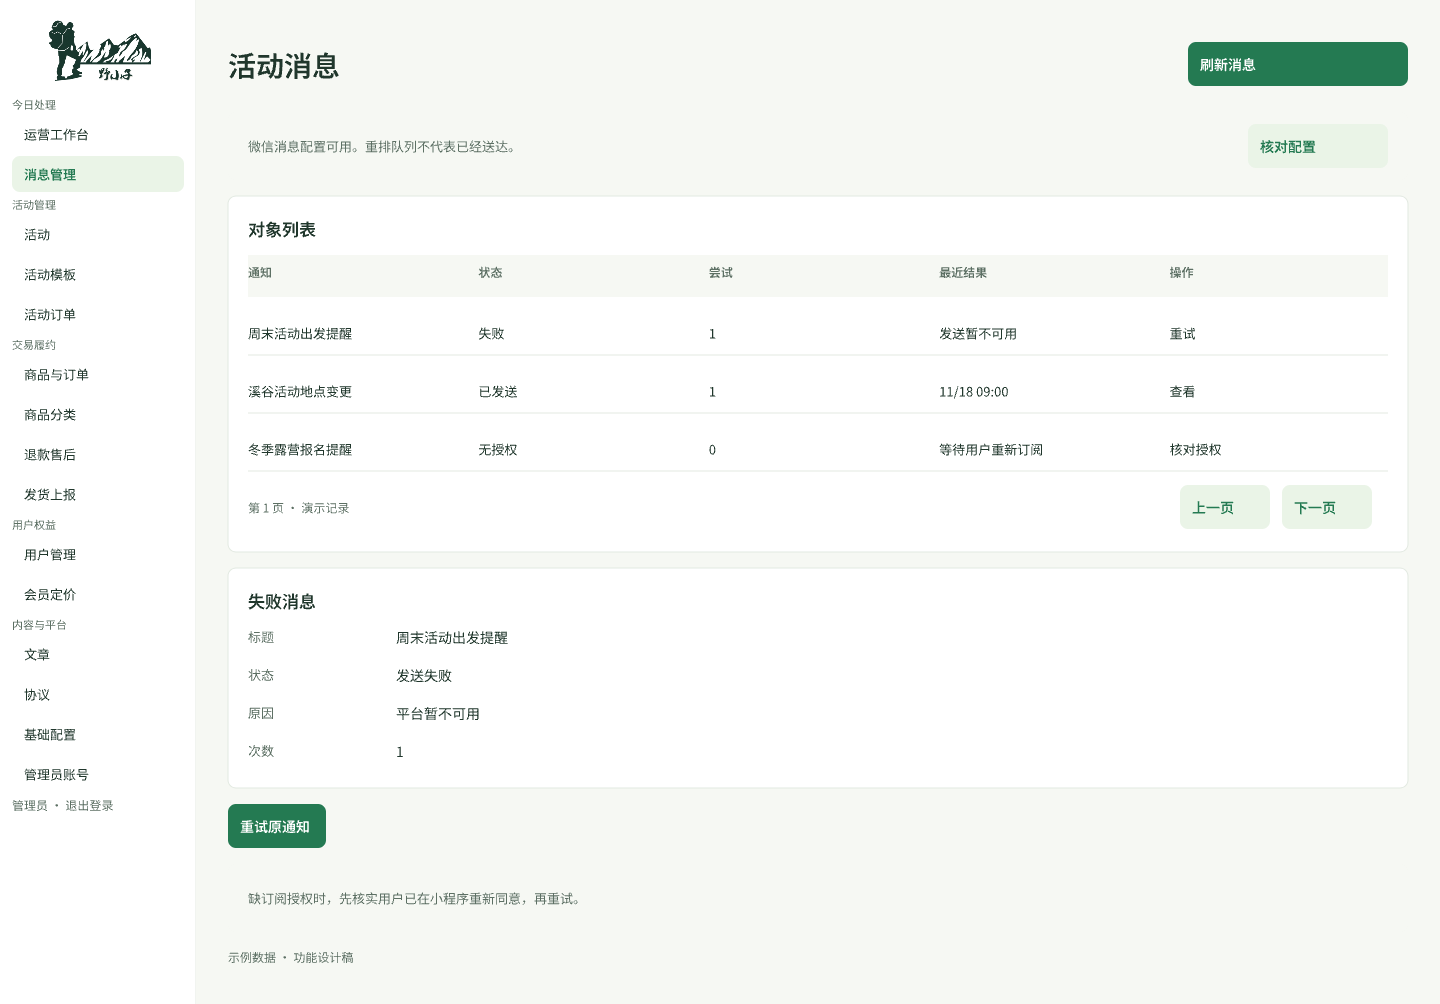 野小子
今日处理
运营工作台
消息管理
活动管理
活动
活动模板
活动订单
交易履约
商品与订单
商品分类
退款售后
发货上报
用户权益
用户管理
会员定价
内容与平台
文章
协议
基础配置
管理员账号
管理员 · 退出登录
活动消息
刷新消息
微信消息配置可用。重排队列不代表已经送达。
核对配置
对象列表
通知 状态 尝试 最近结果 操作
周末活动出发提醒 失败 1 发送暂不可用 重试
溪谷活动地点变更 已发送 1 11/18 09:00 查看
冬季露营报名提醒 无授权 0 等待用户重新订阅 核对授权
第 1 页 · 演示记录
上一页 下一页
失败消息
标题 周末活动出发提醒
状态 发送失败
原因 平台暂不可用
次数 1
重试原通知
缺订阅授权时，先核实用户已在小程序重新同意，再重试。
示例数据 · 功能设计稿